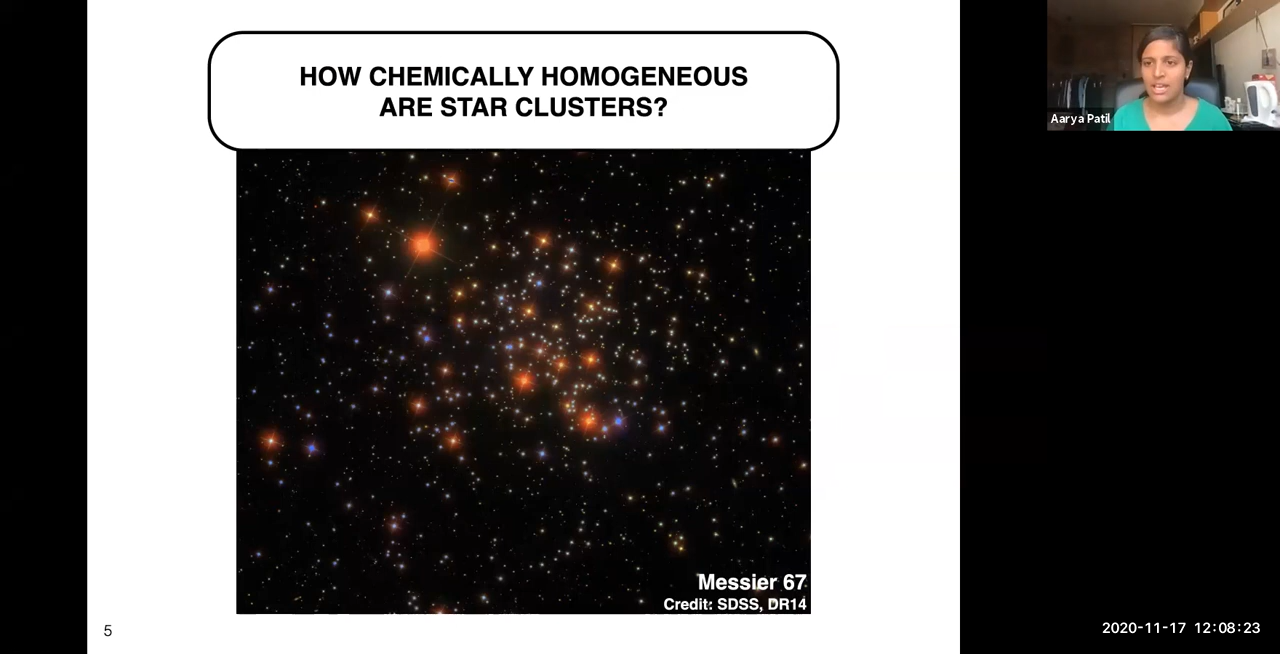 HOW CHEMICALLY HOMOGENEOUS
ARE STAR CLUSTERS?
Aarya Patil
Messier 67
Credit: SDSS, DR14
5
2020-11-17 12:08:23